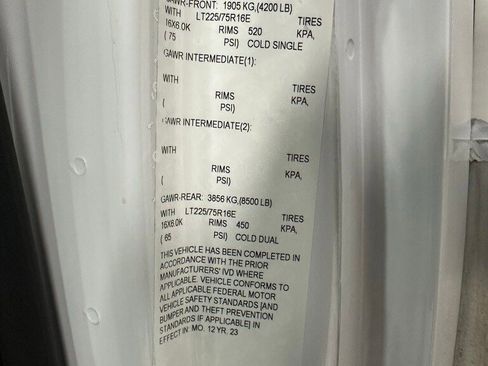 GAWR-FRONT: 1905 KG,(4200 LB)
WITH LT225/75R16E TIRES
16X6.0K RIMS 520 KPA,
( 75 PSI) COLD SINGLE
GAWR INTERMEDIATE(1):
WITH TIRES
RIMS KPA,
( PSI)
GAWR INTERMEDIATE(2):
WITH TIRES
RIMS KPA,
( PSI)
GAWR-REAR: 3856 KG,(8500 LB)
WITH LT225/75R16E TIRES
16X6.0K RIMS 450 KPA,
( 65 PSI) COLD DUAL
THIS VEHICLE HAS BEEN COMPLETED IN
ACCORDANCE WITH THE PRIOR
MANUFACTURERS' IVD WHERE
APPLICABLE. VEHICLE CONFORMS TO
ALL APPLICABLE FEDERAL MOTOR
VEHICLE SAFETY STANDARDS [AND
BUMPER AND THEFT PREVENTION
STANDARDS IF APPLICABLE] IN
EFFECT IN: MO. 12 YR. 23